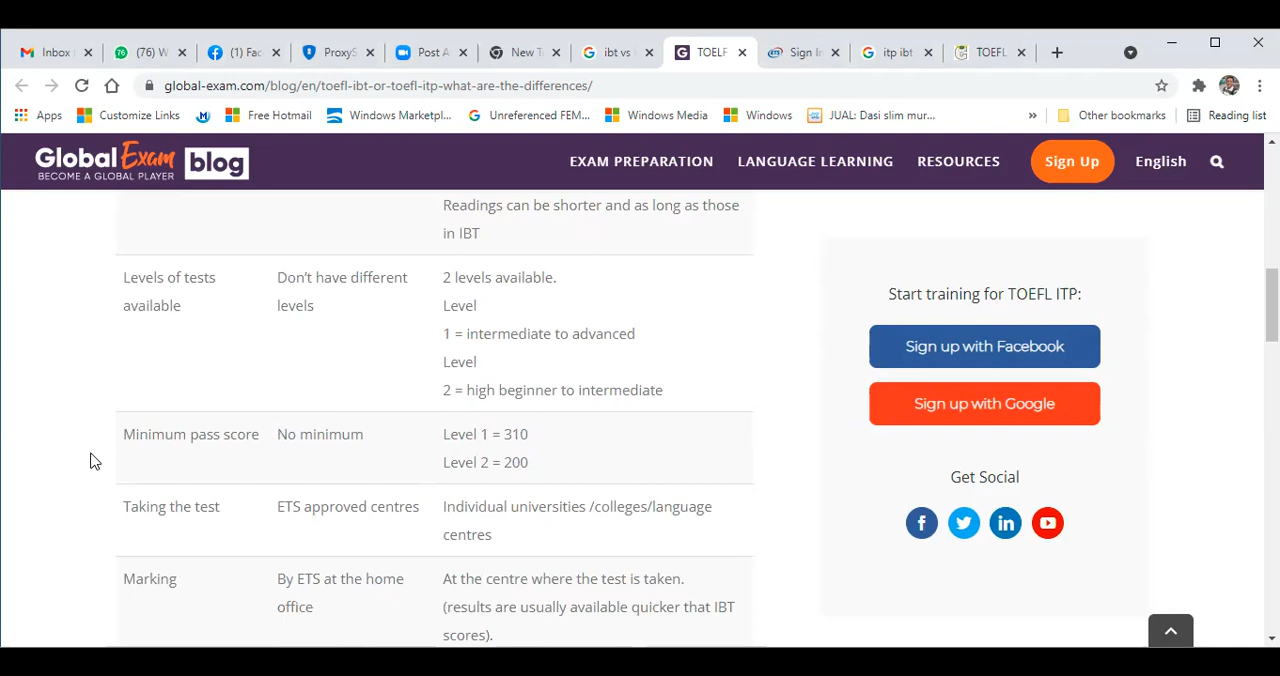 Inbox
(76) W
(1) Fac
ProxyS
Post A
New T
ibt vs
TOELF
Sign I
itp ibt
TOEFL
global-exam.com/blog/en/toefl-ibt-or-toefl-itp-what-are-the-differences/
Apps
Customize Links
Free Hotmail
Windows Marketpl...
Unreferenced FEM...
Windows Media
Windows
JUAL: Dasi slim mur...
»
Other bookmarks
Reading list
Global Exam blog
BECOME A GLOBAL PLAYER
EXAM PREPARATION
LANGUAGE LEARNING
RESOURCES
Sign Up
English
Readings can be shorter and as long as those
in IBT
Levels of tests
available
Don't have different
levels
2 levels available.
Level
1 = intermediate to advanced
Level
2 = high beginner to intermediate
Minimum pass score
No minimum
Level 1 = 310
Level 2 = 200
Taking the test
ETS approved centres
Individual universities /colleges/language
centres
Marking
By ETS at the home
office
At the centre where the test is taken.
(results are usually available quicker that IBT
scores).
Start training for TOEFL ITP:
Sign up with Facebook
Sign up with Google
Get Social